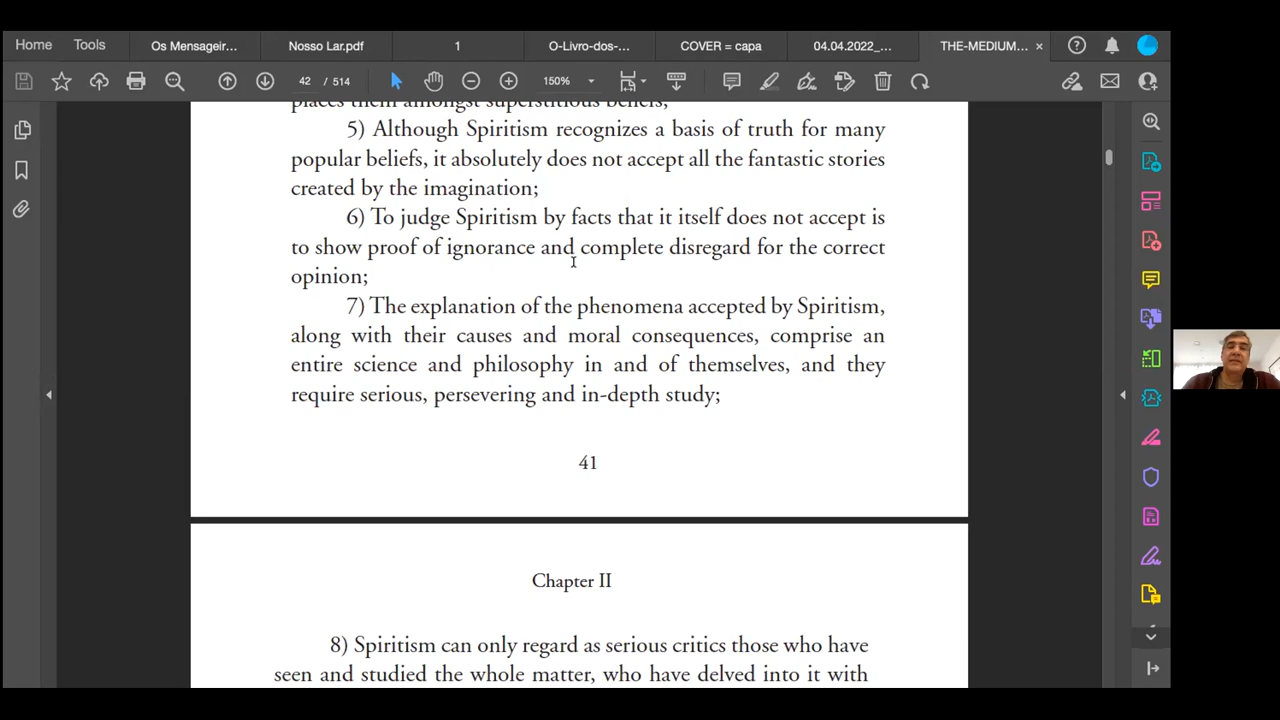 Home
Tools
Os Mensageir...
Nosso Lar.pdf
1
O-Livro-dos-...
COVER = capa
04.04.2022_...
THE-MEDIUM...
42 / 514
150%
places them amongst superstitious beliefs;
5) Although Spiritism recognizes a basis of truth for many
popular beliefs, it absolutely does not accept all the fantastic stories
created by the imagination;
6) To judge Spiritism by facts that it itself does not accept is
to show proof of ignorance and complete disregard for the correct
opinion;
7) The explanation of the phenomena accepted by Spiritism,
along with their causes and moral consequences, comprise an
entire science and philosophy in and of themselves, and they
require serious, persevering and in-depth study;
41
Chapter II
8) Spiritism can only regard as serious critics those who have
seen and studied the whole matter, who have delved into it with